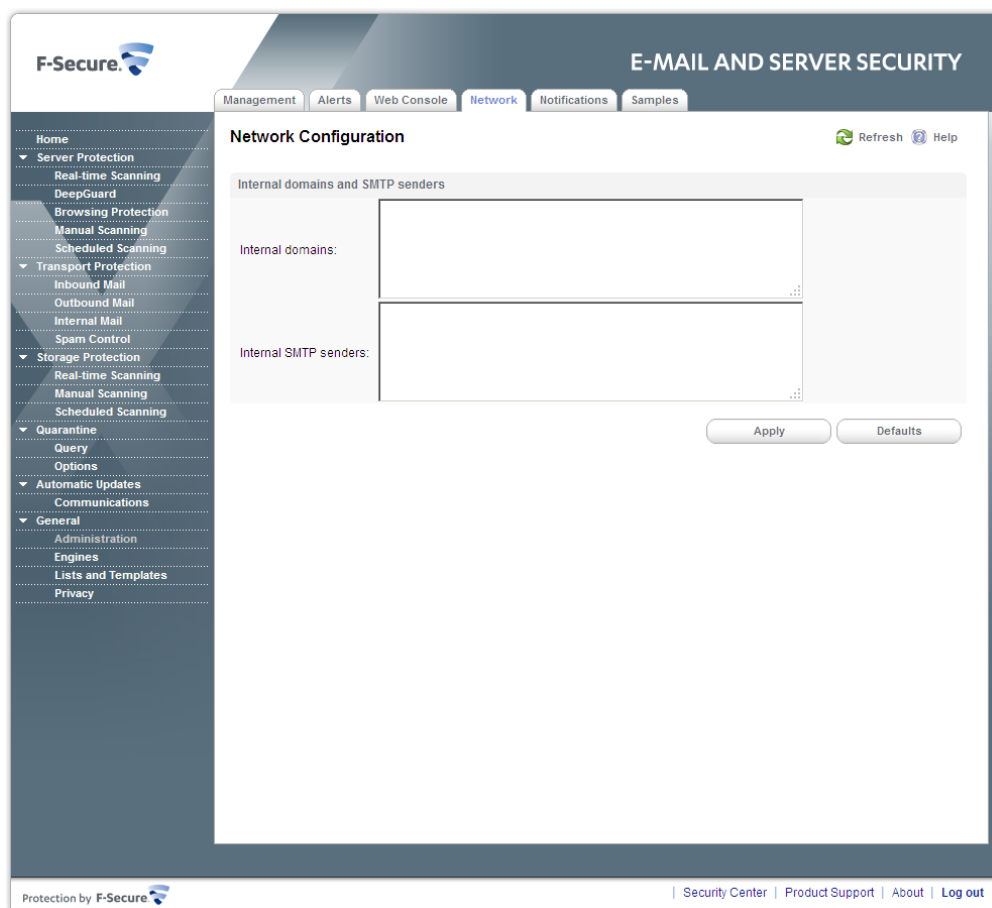 F-Secure.
E-MAIL AND SERVER SECURITY
Management Alerts Web Console Network Notifications Samples
Home
Server Protection
Real-time Scanning
DeepGuard
Browsing Protection
Manual Scanning
Scheduled Scanning
Transport Protection
Inbound Mail
Outbound Mail
Internal Mail
Spam Control
Storage Protection
Real-time Scanning
Manual Scanning
Scheduled Scanning
Quarantine
Query
Options
Automatic Updates
Communications
General
Administration
Engines
Lists and Templates
Privacy
Network Configuration
Refresh Help
Internal domains and SMTP senders
Internal domains:
Internal SMTP senders:
Apply Defaults
Protection by F-Secure
| Security Center | Product Support | About | Log out